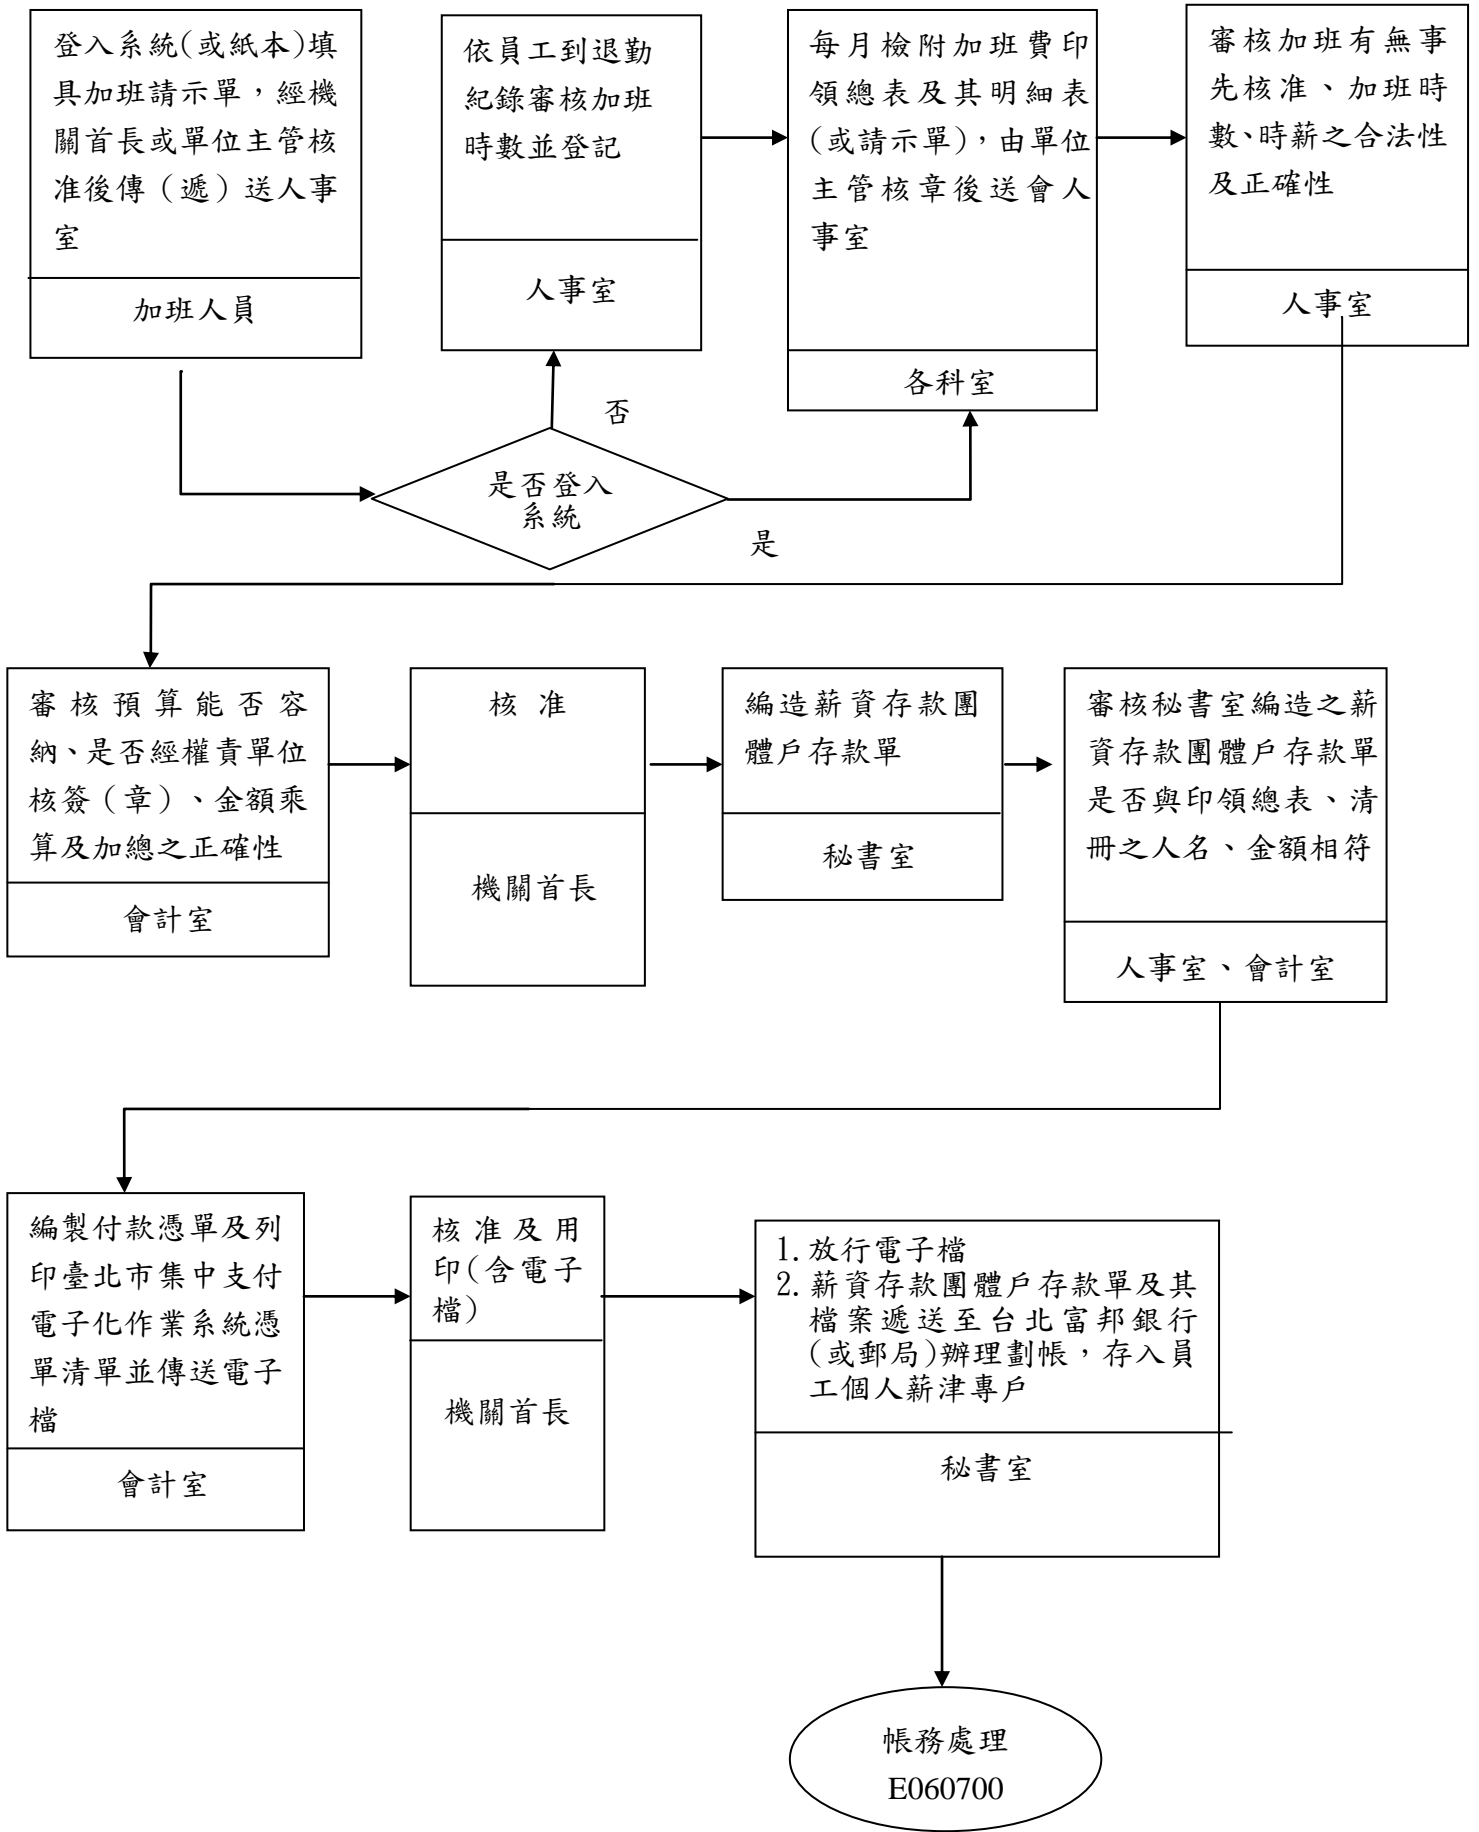 登入系統(或紙本)填
具加班請示單，經機
關首長或單位主管核
准後傳（遞）送人事
室
加班人員
依員工到退勤
紀錄審核加班
時數並登記
人事室
每月檢附加班費印
領總表及其明細表
(或請示單)，由單位
主管核章後送會人
事室
各科室
審核加班有無事
先核准、加班時
數、時薪之合法性
及正確性
人事室
否
是否登入
系統
是
審核預算能否容
納、是否經權責單位
核簽（章）、金額乘
算及加總之正確性
會計室
核准
機關首長
編造薪資存款團
體戶存款單
秘書室
審核秘書室編造之薪
資存款團體戶存款單
是否與印領總表、清
冊之人名、金額相符
人事室、會計室
編製付款憑單及列
印臺北市集中支付
電子化作業系統憑
單清單並傳送電子
檔
會計室
核准及用
印(含電子
檔)
機關首長
1.放行電子檔
2.薪資存款團體戶存款單及其
檔案遞送至台北富邦銀行
(或郵局)辦理劃帳，存入員
工個人薪津專戶
秘書室
帳務處理
E060700